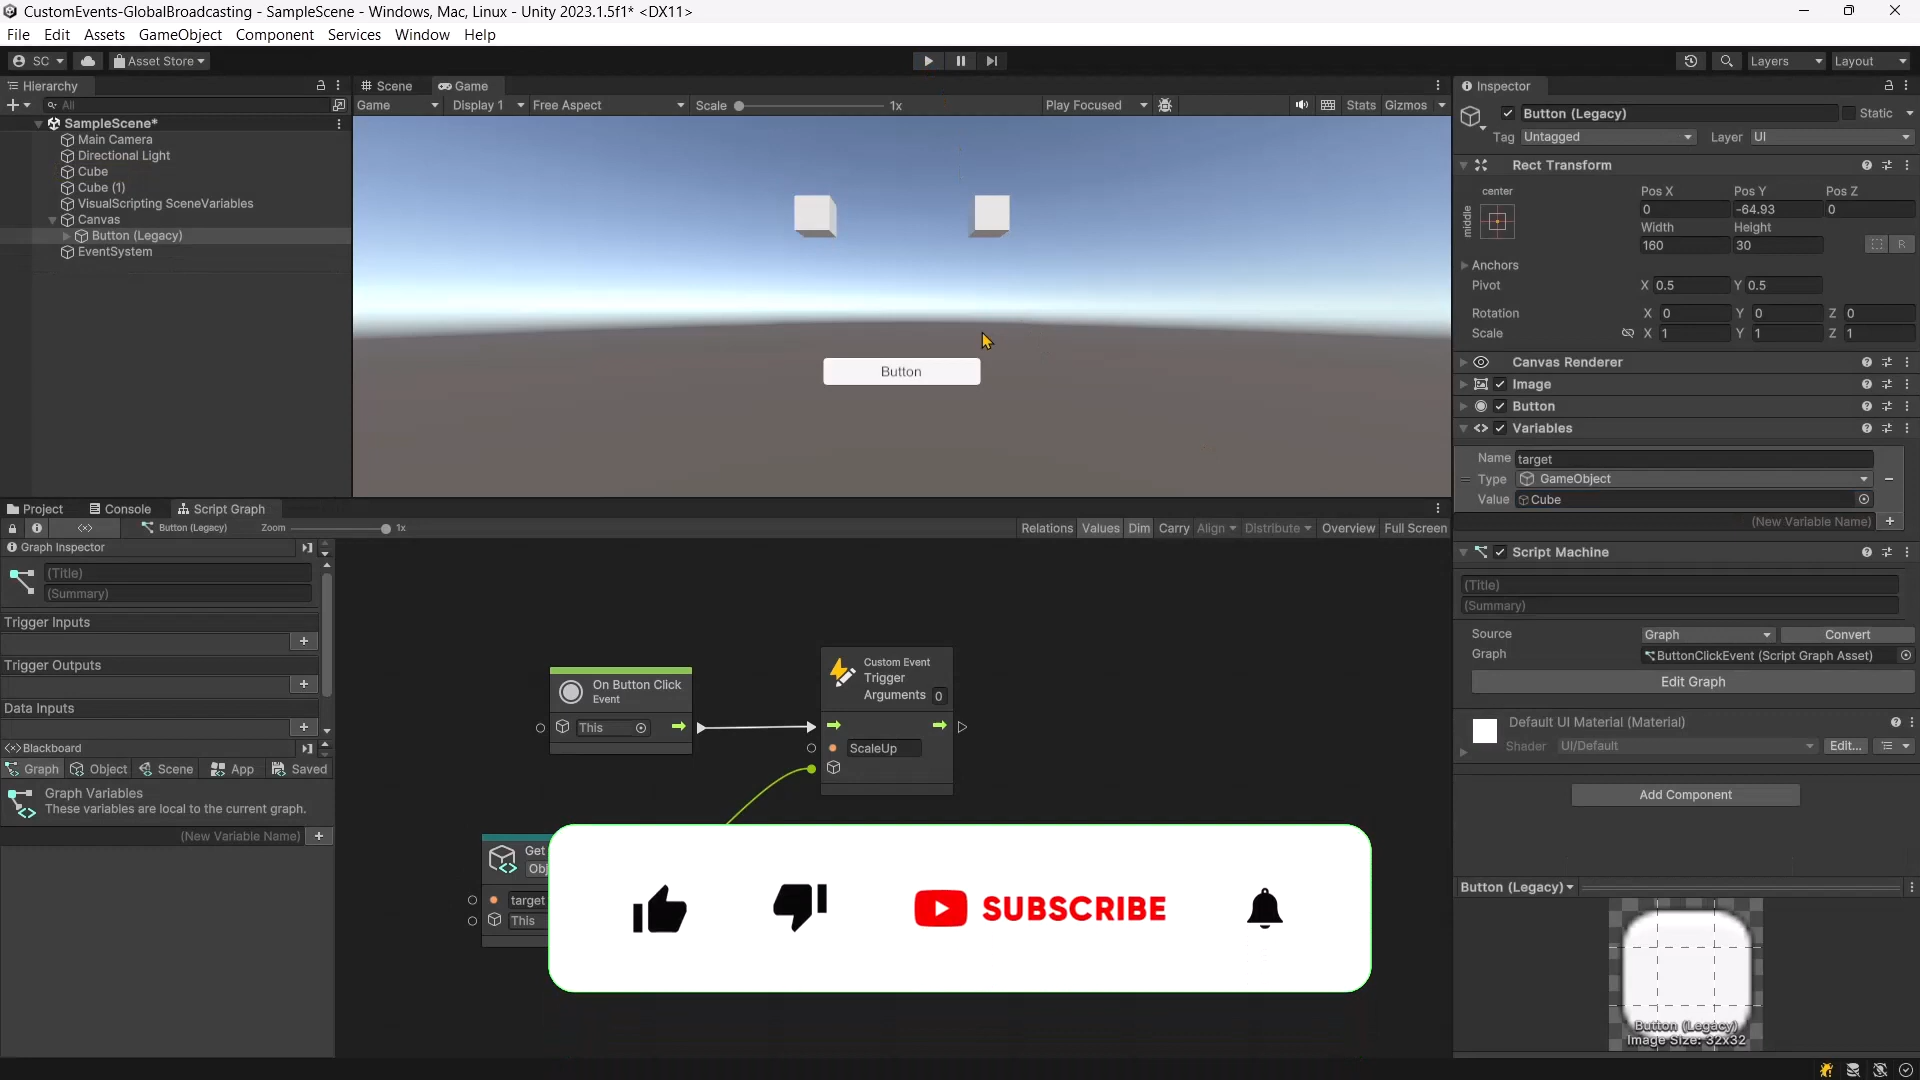 CustomEvents-GlobalBroadcasting - SampleScene - Windows, Mac, Linux - Unity 2023.1.5f1* <DX11>
File Edit Assets GameObject Component Services Window Help
SC Asset Store Layers Layout
Hierarchy
All
SampleScene*
Main Camera
Directional Light
Cube
Cube (1)
VisualScripting SceneVariables
Canvas
Button (Legacy)
EventSystem
Scene Game
Game Display 1 Free Aspect Scale 1x Play Focused Stats Gizmos
Button
Inspector
Button (Legacy) Static
Tag Untagged Layer UI
Rect Transform
center Pos X Pos Y Pos Z
middle 0 -64.93 0
Width Height
160 30 R
Anchors
Pivot X 0.5 Y 0.5
Rotation X 0 Y 0 Z 0
Scale X 1 Y 1 Z 1
Canvas Renderer
Image
Button
Variables
Name target
Type GameObject
Value Cube
(New Variable Name)
Script Machine
(Title)
(Summary)
Source Graph Convert
Graph ButtonClickEvent (Script Graph Asset)
Edit Graph
Default UI Material (Material)
Shader UI/Default Edit...
Add Component
Button (Legacy)
Button (Legacy)
Image Size: 32x32
Project Console Script Graph
Button (Legacy) Zoom 1x Relations Values Dim Carry Align Distribute Overview Full Screen
Graph Inspector
(Title)
(Summary)
Trigger Inputs
Trigger Outputs
Data Inputs
Blackboard
Graph Object Scene App Saved
Graph Variables
These variables are local to the current graph.
(New Variable Name)
On Button Click
Event
This
Custom Event
Trigger
Arguments 0
ScaleUp
Get
Obj
target
This
SUBSCRIBE